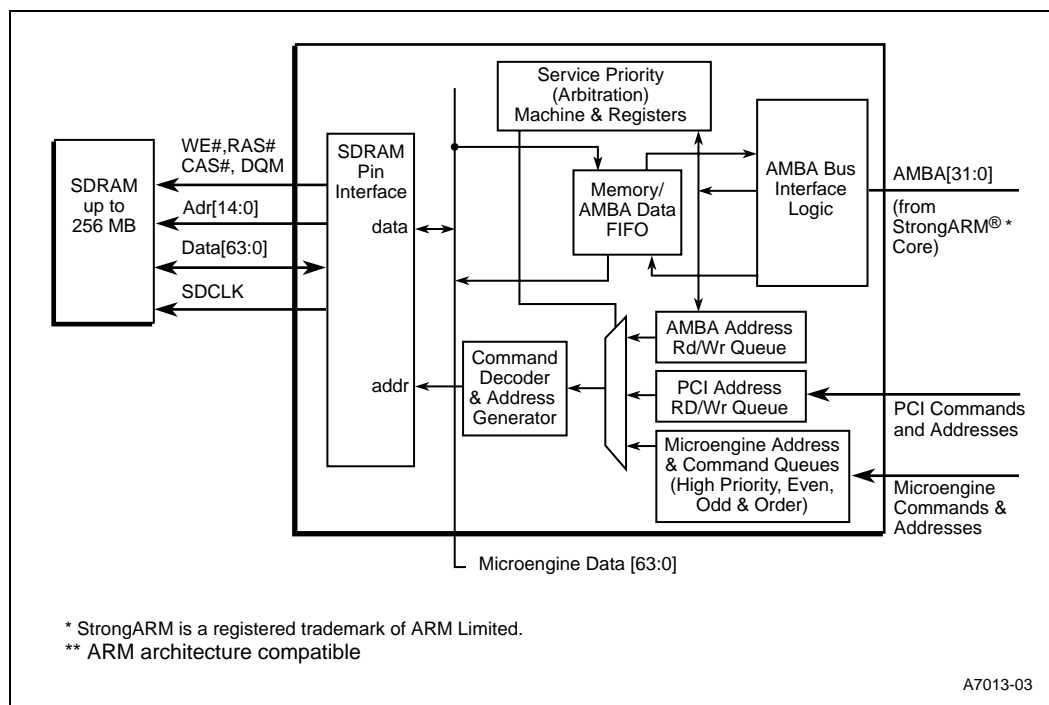 Service Priority
(Arbitration)
Machine & Registers
WE#,RAS#
CAS#, DQM
SDRAM
up to
256 MB
Adr[14:0]
Data[63:0]
SDCLK
SDRAM
Pin
Interface
data
addr
Memory/
AMBA Data
FIFO
AMBA Bus
Interface
Logic
AMBA[31:0]
(from
StrongARM® *
Core)
AMBA Address
Rd/Wr Queue
Command
Decoder
& Address
Generator
PCI Address
RD/Wr Queue
PCI Commands
and Addresses
Microengine Address
& Command Queues
(High Priority, Even,
Odd & Order)
Microengine
Commands &
Addresses
Microengine Data [63:0]
* StrongARM is a registered trademark of ARM Limited.
** ARM architecture compatible
A7013-03